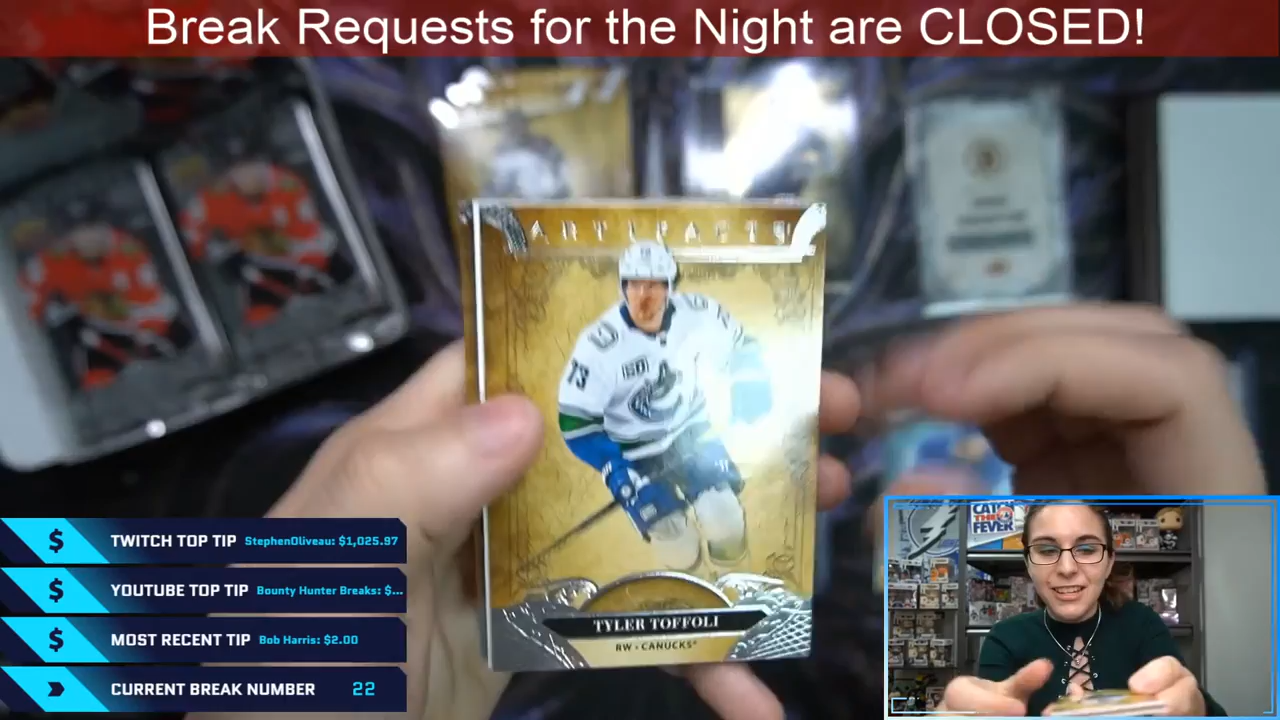 Break Requests for the Night are CLOSED!
ARTIFACTS
73
TYLER TOFFOLI
RW - CANUCKS
$ TWITCH TOP TIP StephenOliveau: $1,025.97
$ YOUTUBE TOP TIP Bounty Hunter Breaks: $...
$ MOST RECENT TIP Bob Harris: $2.00
CURRENT BREAK NUMBER 22
CATCH
THE
FEVER